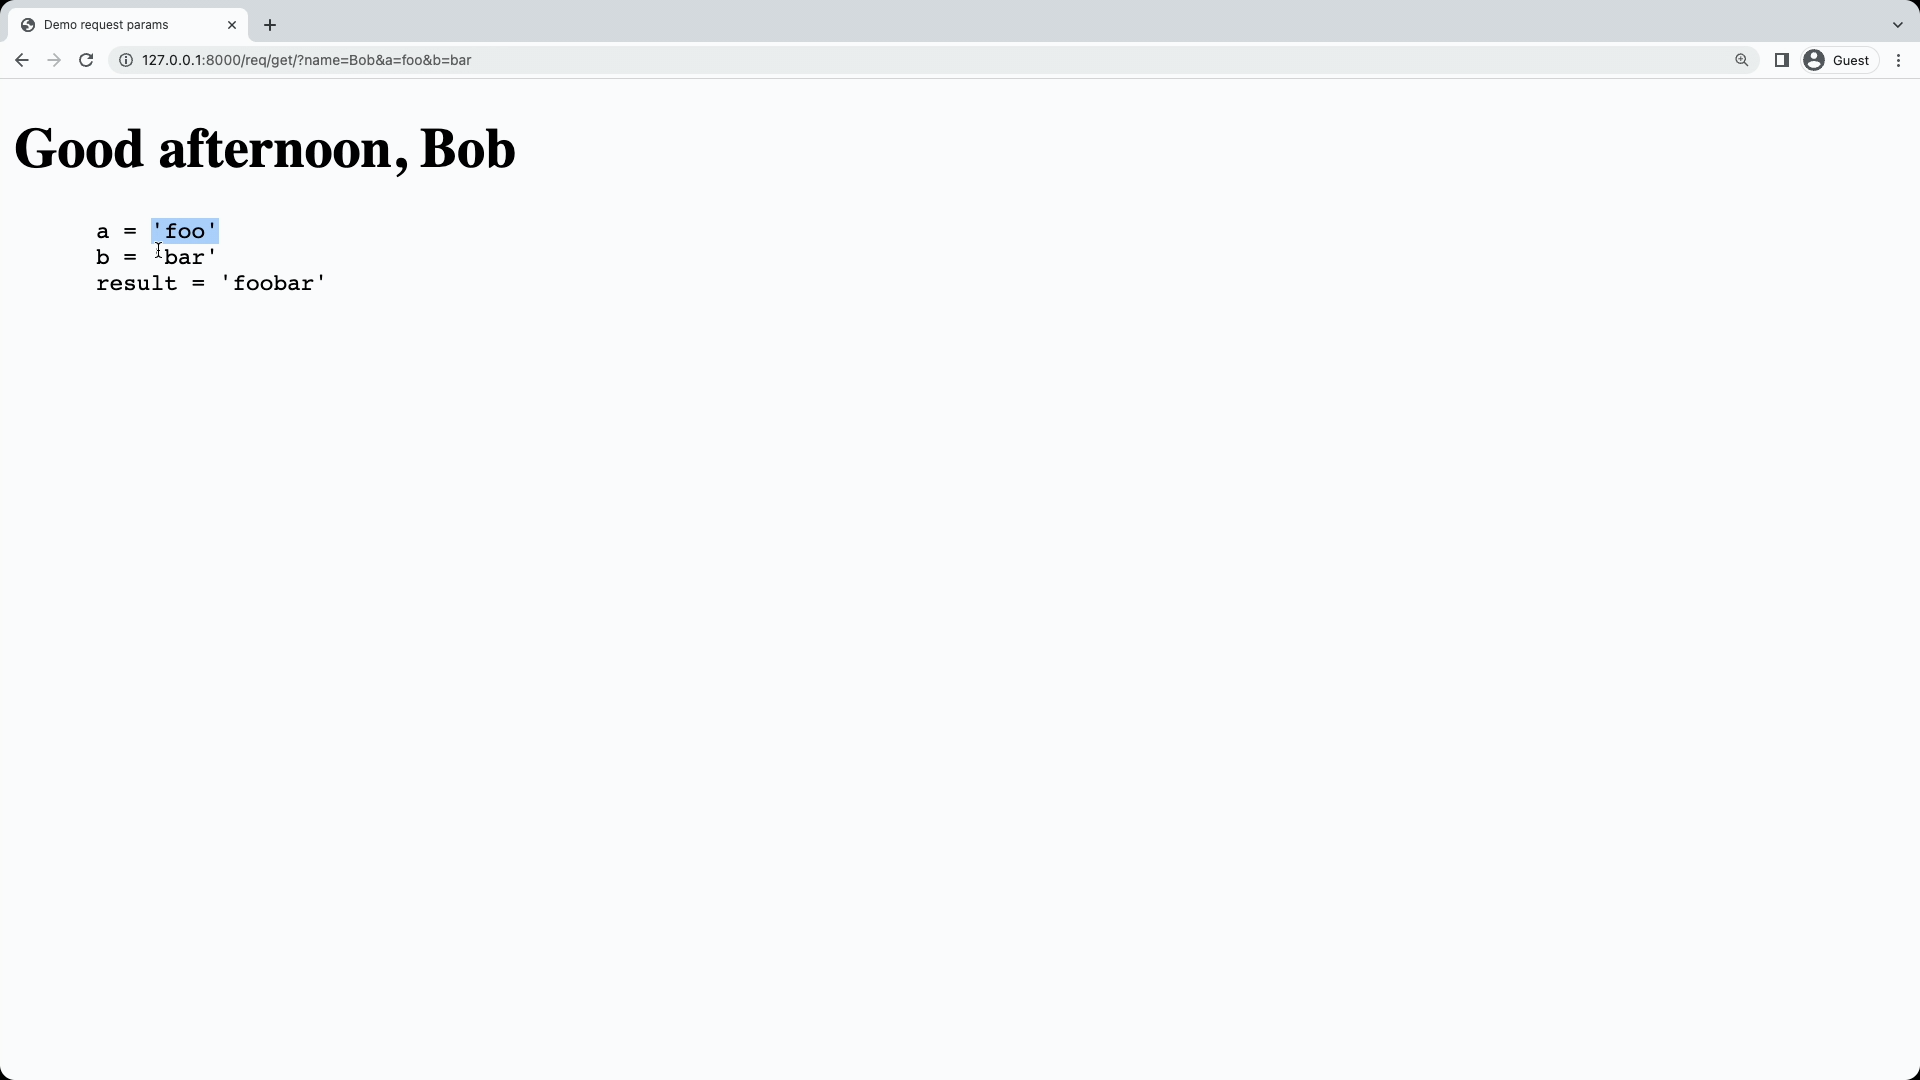 Demo request params
127.0.0.1:8000/req/get/?name=Bob&a=foo&b=bar
Guest
Good afternoon, Bob
a = 'foo'
b = 'bar'
result = 'foobar'